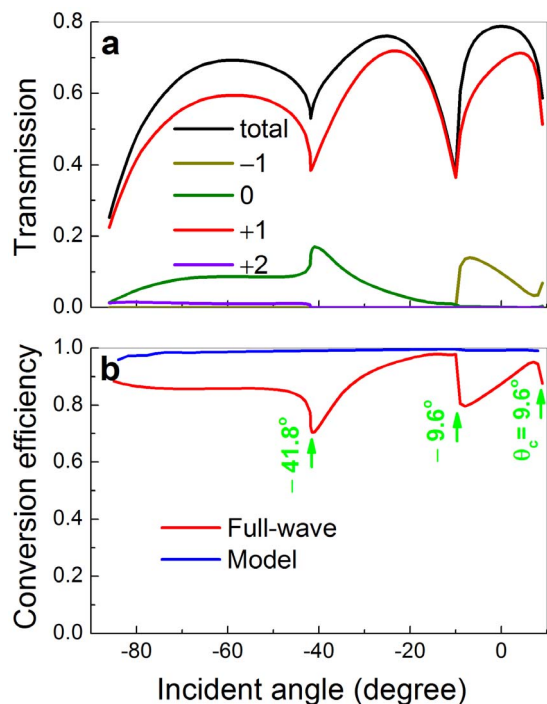 0.8
a
0.6
total
−1
0.4
0
+1
0.2
+2
0.0
Transmission
1.0
b
0.8
− 41.8°
− 9.6°
θc = 9.6°
0.6
0.4
Full-wave
Model
0.2
0.0
Conversion efficiency
-80
-60
-40
-20
0
Incident angle (degree)